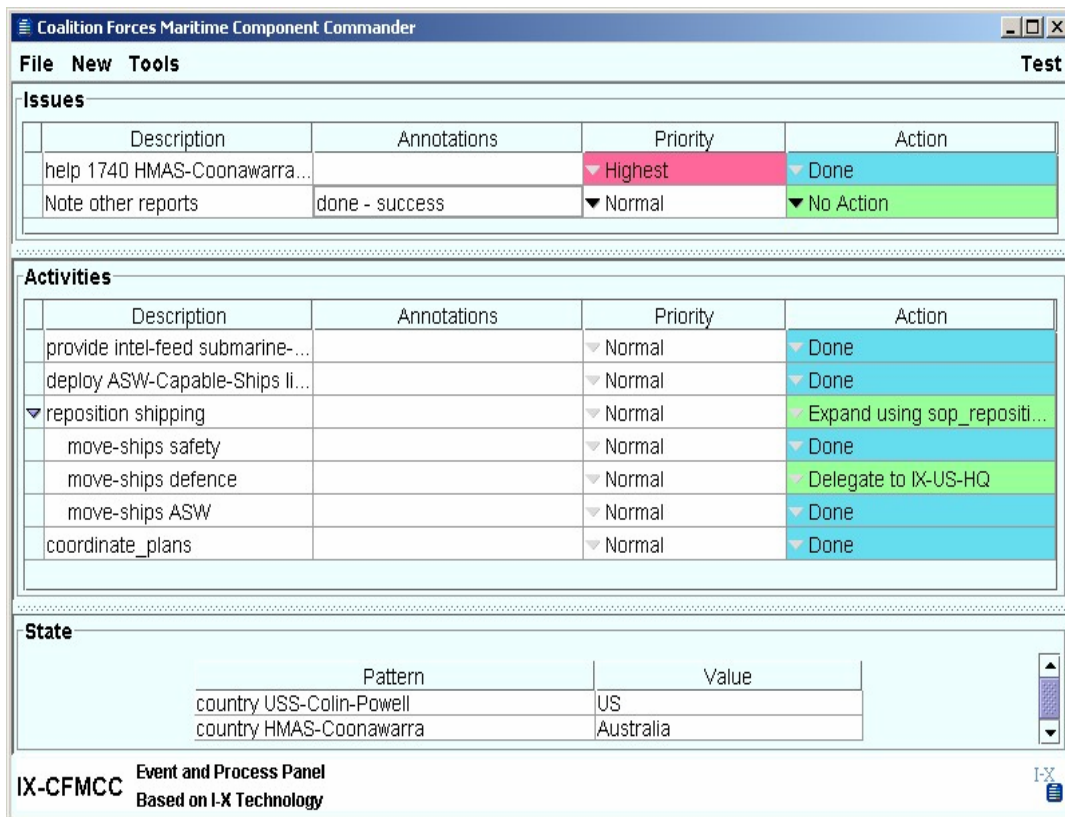 Coalition Forces Maritime Component Commander
File New Tools Test
Issues
Description Annotations Priority Action
help 1740 HMAS-Coonawarra... Highest Done
Note other reports done - success Normal No Action
Activities
Description Annotations Priority Action
provide intel-feed submarine-... Normal Done
deploy ASW-Capable-Ships li... Normal Done
reposition shipping Normal Expand using sop_repositi...
move-ships safety Normal Done
move-ships defence Normal Delegate to IX-US-HQ
move-ships ASW Normal Done
coordinate_plans Normal Done
State
Pattern Value
country USS-Colin-Powell US
country HMAS-Coonawarra Australia
IX-CFMCC Event and Process Panel
Based on I-X Technology
I-X